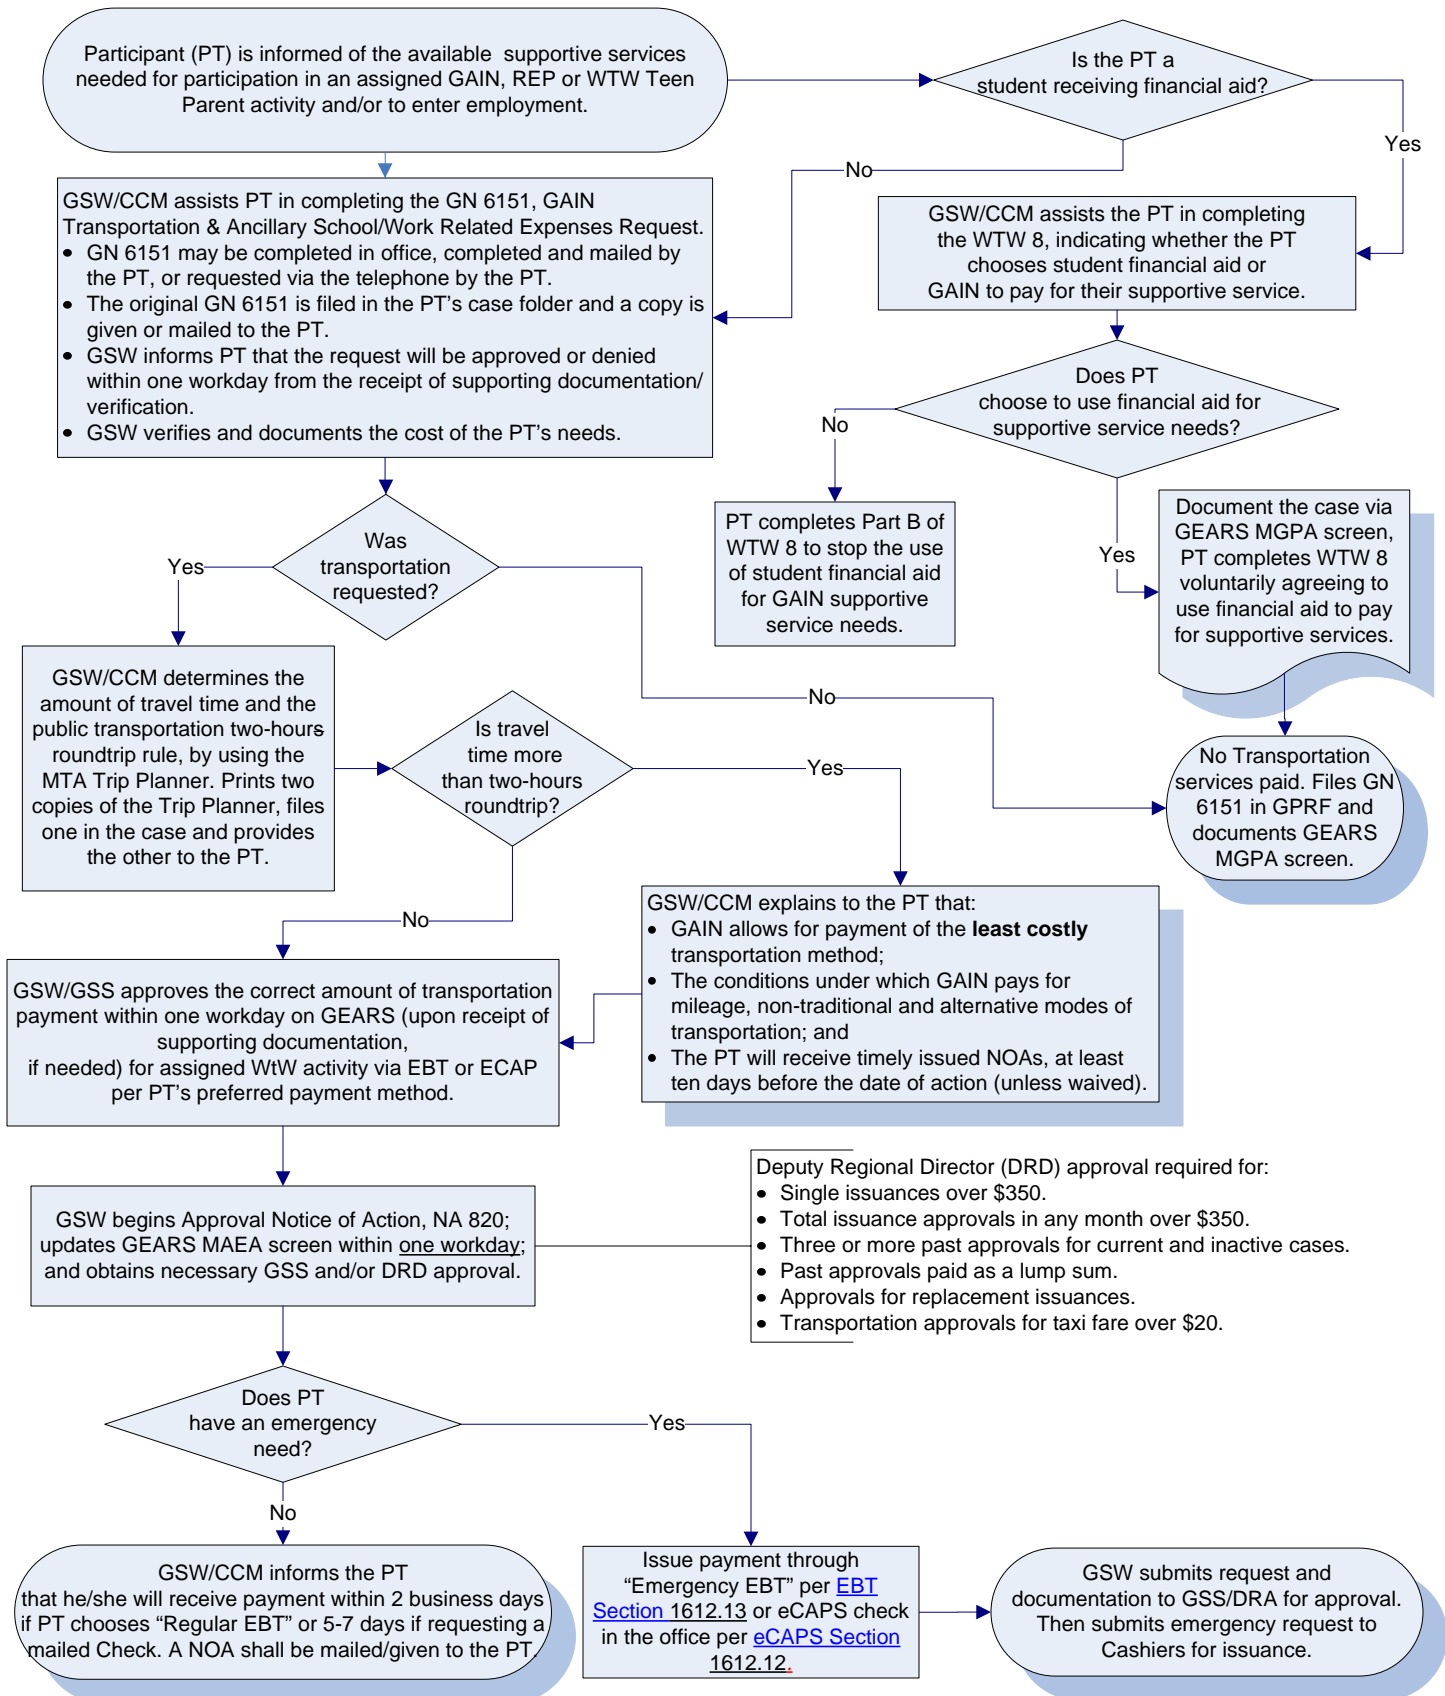 Participant (PT) is informed of the available  supportive services
needed for participation in an assigned GAIN, REP or WTW Teen
Parent activity and/or to enter employment.
Is the PT a
student receiving financial aid?
Yes
No
GSW/CCM assists PT in completing the GN 6151, GAIN
Transportation & Ancillary School/Work Related Expenses Request.
• GN 6151 may be completed in office, completed and mailed by
the PT, or requested via the telephone by the PT.
• The original GN 6151 is filed in the PT's case folder and a copy is
given or mailed to the PT.
• GSW informs PT that the request will be approved or denied
within one workday from the receipt of supporting documentation/
verification.
• GSW verifies and documents the cost of the PT's needs.
GSW/CCM assists the PT in completing
the WTW 8, indicating whether the PT
chooses student financial aid or
GAIN to pay for their supportive service.
Does PT
choose to use financial aid for
supportive service needs?
No
Yes
PT completes Part B of
WTW 8 to stop the use
of student financial aid
for GAIN supportive
service needs.
Document the case via
GEARS MGPA screen,
PT completes WTW 8
voluntarily agreeing to
use financial aid to pay
for supportive services.
Was
transportation
requested?
Yes
No
GSW/CCM determines the
amount of travel time and the
public transportation two-hours
roundtrip rule, by using the
MTA Trip Planner. Prints two
copies of the Trip Planner, files
one in the case and provides
the other to the PT.
Is travel
time more
than two-hours
roundtrip?
Yes
No
No Transportation
services paid. Files GN
6151 in GPRF and
documents GEARS
MGPA screen.
GSW/CCM explains to the PT that:
• GAIN allows for payment of the least costly
transportation method;
• The conditions under which GAIN pays for
mileage, non-traditional and alternative modes of
transportation; and
• The PT will receive timely issued NOAs, at least
ten days before the date of action (unless waived).
GSW/GSS approves the correct amount of transportation
payment within one workday on GEARS (upon receipt of
supporting documentation,
if needed) for assigned WtW activity via EBT or ECAP
per PT's preferred payment method.
GSW begins Approval Notice of Action, NA 820;
updates GEARS MAEA screen within one workday;
and obtains necessary GSS and/or DRD approval.
Deputy Regional Director (DRD) approval required for:
• Single issuances over $350.
• Total issuance approvals in any month over $350.
• Three or more past approvals for current and inactive cases.
• Past approvals paid as a lump sum.
• Approvals for replacement issuances.
• Transportation approvals for taxi fare over $20.
Does PT
have an emergency
need?
Yes
No
GSW/CCM informs the PT
that he/she will receive payment within 2 business days
if PT chooses “Regular EBT” or 5-7 days if requesting a
mailed Check. A NOA shall be mailed/given to the PT.
Issue payment through
“Emergency EBT” per EBT
Section 1612.13 or eCAPS check
in the office per eCAPS Section
1612.12.
GSW submits request and
documentation to GSS/DRA for approval.
Then submits emergency request to
Cashiers for issuance.